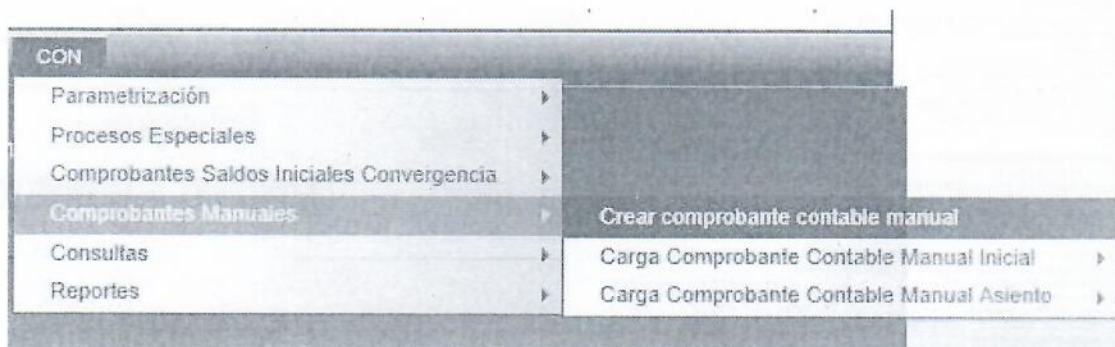 CON
Parametrización
Procesos Especiales
Comprobantes Saldos Iniciales Convergencia
Comprobantes Manuales
Consultas
Reportes
Crear comprobante contable manual
Carga Comprobante Contable Manual Inicial
Carga Comprobante Contable Manual Asiento